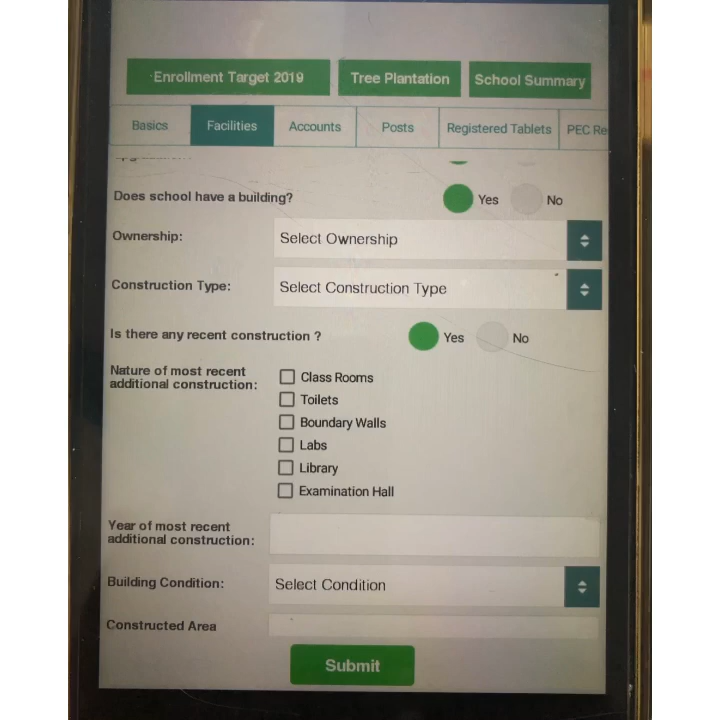 Enrollment Target 2019
Tree Plantation
School Summary
Basics
Facilities
Accounts
Posts
Registered Tablets
PEC Re
Does school have a building?
Yes
No
Ownership:
Select Ownership
Construction Type:
Select Construction Type
Is there any recent construction ?
Yes
No
Nature of most recent
additional construction:
Class Rooms
Toilets
Boundary Walls
Labs
Library
Examination Hall
Year of most recent
additional construction:
Building Condition:
Select Condition
Constructed Area
Submit